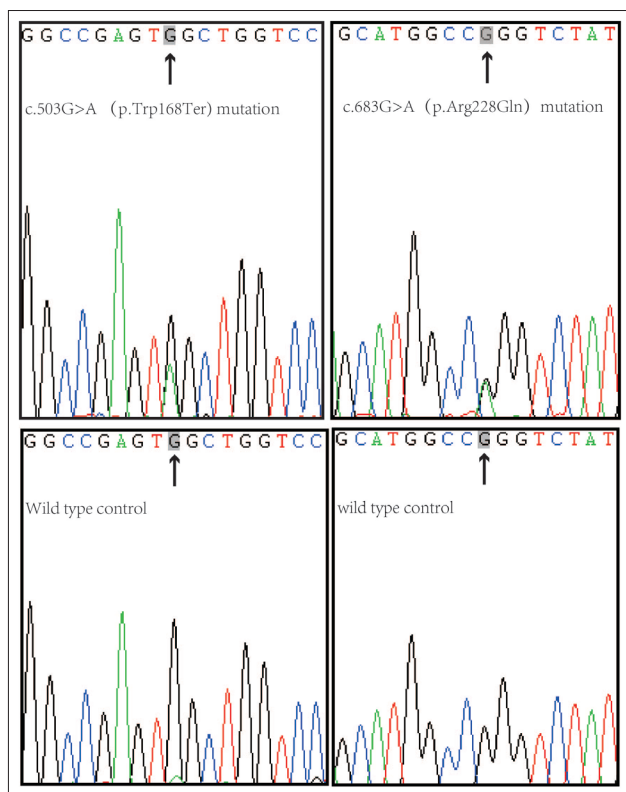 GGCCGAGTGGCTGGTCC
c.503G>A (p.Trp168Ter) mutation
GCATGGCCGGGTCTAT
c.683G>A (p.Arg228Gln) mutation
GGCCGAGTGGCTGGTCC
Wild type control
GCATGGCCGGGTCTAT
wild type control